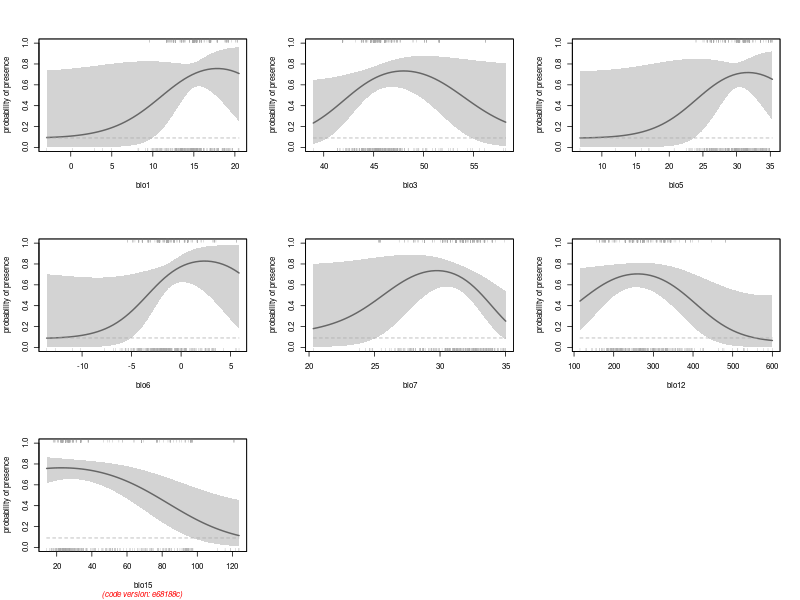 probability of presence
0.0 0.2 0.4 0.6 0.8 1.0
0 5 10 15 20
bio1
probability of presence
0.0 0.2 0.4 0.6 0.8 1.0
40 45 50 55
bio3
probability of presence
0.0 0.2 0.4 0.6 0.8 1.0
10 15 20 25 30 35
bio5
probability of presence
0.0 0.2 0.4 0.6 0.8 1.0
-10 -5 0 5
bio6
probability of presence
0.0 0.2 0.4 0.6 0.8 1.0
20 25 30 35
bio7
probability of presence
0.0 0.2 0.4 0.6 0.8 1.0
100 200 300 400 500 600
bio12
probability of presence
0.0 0.2 0.4 0.6 0.8 1.0
20 40 60 80 100 120
bio15
(code version: e68188c)